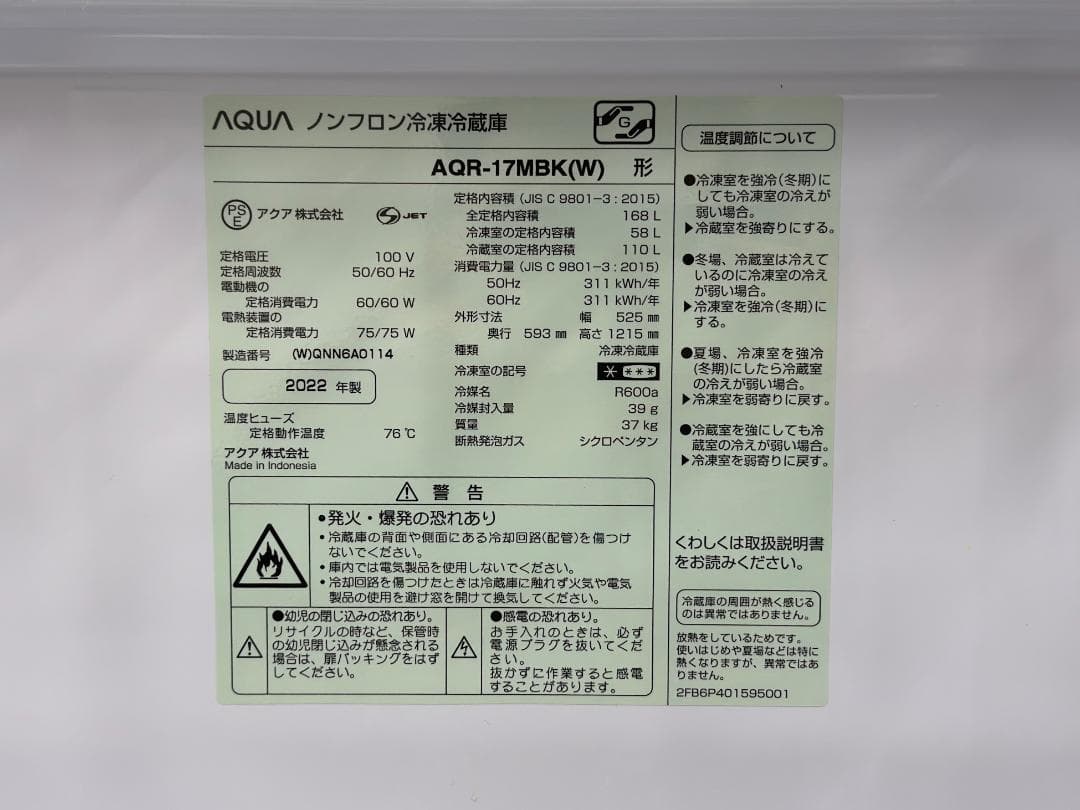 AQUA ノンフロン冷凍冷蔵庫
G
AQR-17MBK(W) 形
PSE アクア株式会社 JET
定格電圧 100 V
定格周波数 50/60 Hz
電動機の
定格消費電力 60/60 W
電熱装置の
定格消費電力 75/75 W
製造番号 (W)QNN6A0114
2022 年製
温度ヒューズ
定格動作温度 76 ℃
アクア株式会社
Made in Indonesia
定格内容積 (JIS C 9801-3 : 2015)
全定格内容積 168 L
冷凍室の定格内容積 58 L
冷蔵室の定格内容積 110 L
消費電力量 (JIS C 9801-3 : 2015)
50Hz 311 kWh/年
60Hz 311 kWh/年
外形寸法 幅 525 ㎜
奥行 593 ㎜ 高さ 1215 ㎜
種類 冷凍冷蔵庫
冷凍室の記号 * ***
冷媒名 R600a
冷媒封入量 39 g
質量 37 kg
断熱発泡ガス シクロペンタン
⚠ 警 告
•発火・爆発の恐れあり
•冷蔵庫の背面や側面にある冷却回路(配管)を傷つけ
ないでください。
•庫内では電気製品を使用しないでください。
•冷却回路を傷つけたときは冷蔵庫に触れず火気や電気
製品の使用を避け窓を開けて換気してください。
●幼児の閉じ込みの恐れあり。
リサイクルの時など、保管時
の幼児閉じ込みが懸念される
場合は、扉パッキングをはず
してください。
●感電の恐れあり。
お手入れのときは、必ず
電源プラグを抜いてくだ
さい。
抜かずに作業すると感電
することがあります。
温度調節について
●冷凍室を強冷(冬期)に
しても冷凍室の冷えが
弱い場合。
▶冷蔵室を強寄りにする。
●冬場、冷蔵室は冷えて
いるのに冷凍室の冷え
が弱い場合。
▶冷凍室を強冷(冬期)に
する。
●夏場、冷凍室を強冷
(冬期)にしたら冷蔵室
の冷えが弱い場合。
▶冷凍室を弱寄りに戻す。
●冷蔵室を強にしても冷
蔵室の冷えが弱い場合。
▶冷凍室を弱寄りに戻す。
くわしくは取扱説明書
をお読みください。
冷蔵庫の周囲が熱く感じる
のは異常ではありません。
放熱をしているためです。
使いはじめや夏場などは特に
熱くなりますが、異常ではあ
りません。
2FB6P401595001